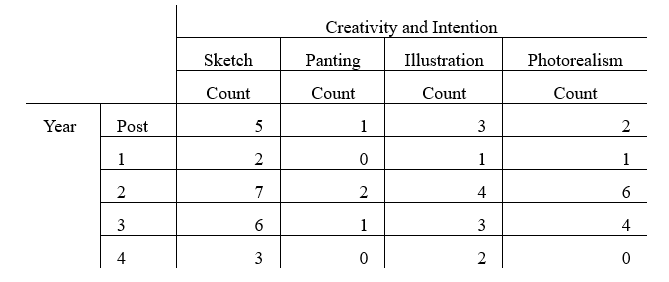 Creativity and Intention
Sketch Panting Illustration Photorealism
Count Count Count Count
Year Post 5 1 3 2
1 2 0 1 1
2 7 2 4 6
3 6 1 3 4
4 3 0 2 0